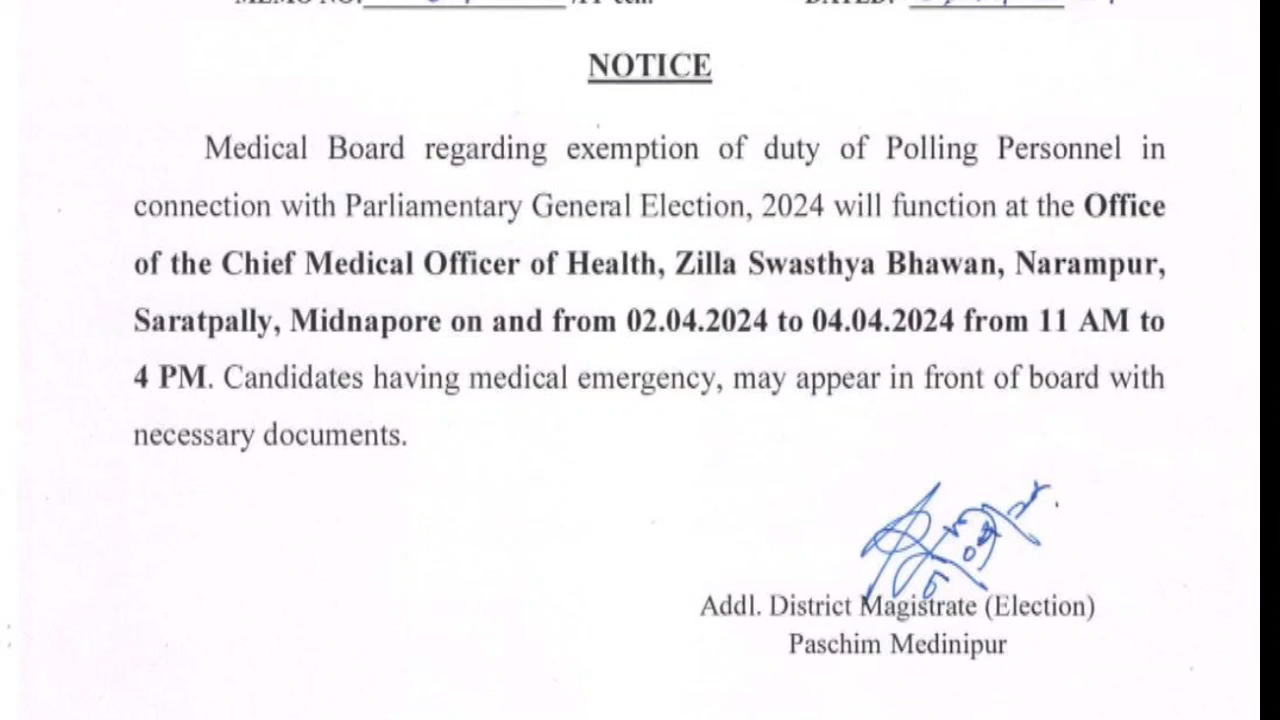 NOTICE
Medical Board regarding exemption of duty of Polling Personnel in
connection with Parliamentary General Election, 2024 will function at the Office
of the Chief Medical Officer of Health, Zilla Swasthya Bhawan, Narampur,
Saratpally, Midnapore on and from 02.04.2024 to 04.04.2024 from 11 AM to
4 PM. Candidates having medical emergency, may appear in front of board with
necessary documents.
Addl. District Magistrate (Election)
Paschim Medinipur